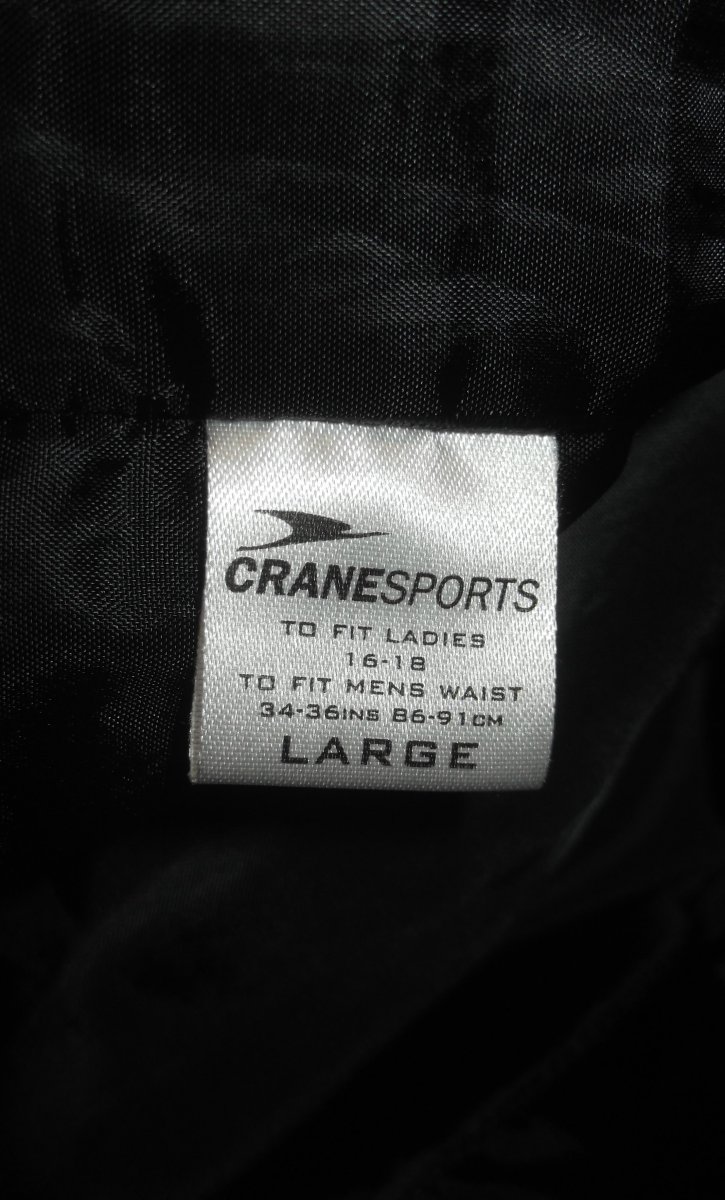 CRANESPORTS
TO FIT LADIES
16-18
TO FIT MENS WAIST
34-36INS 86-91CM
LARGE